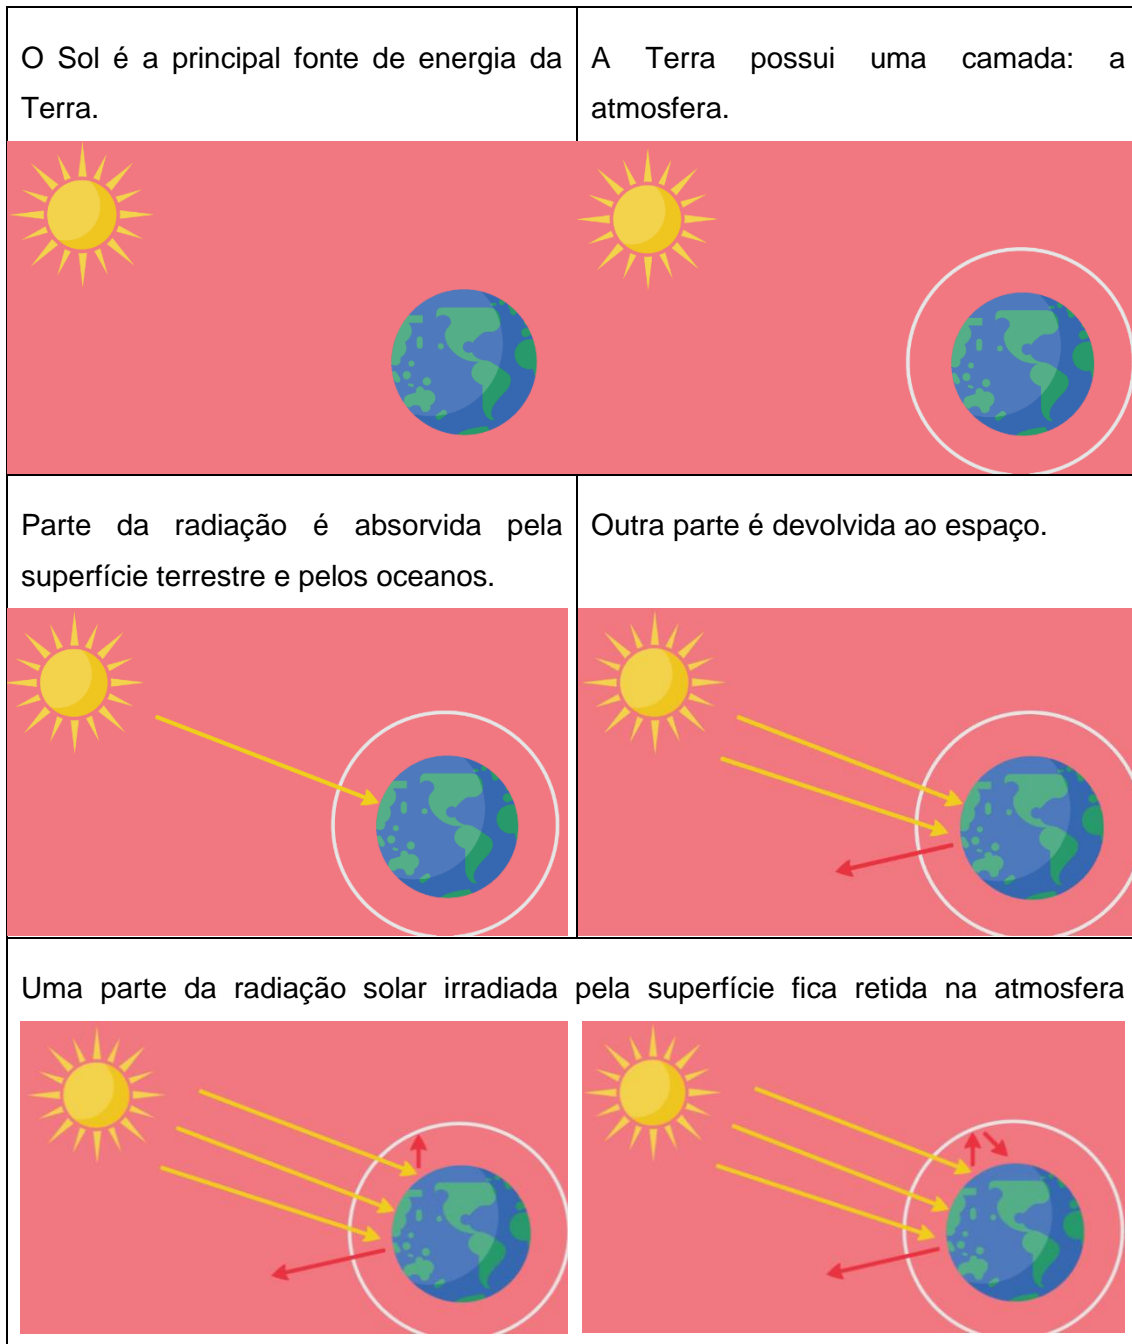 O Sol é a principal fonte de energia da
Terra.
A Terra possui uma camada: a
atmosfera.
Parte da radiação é absorvida pela
superfície terrestre e pelos oceanos.
Outra parte é devolvida ao espaço.
Uma parte da radiação solar irradiada pela superfície fica retida na atmosfera